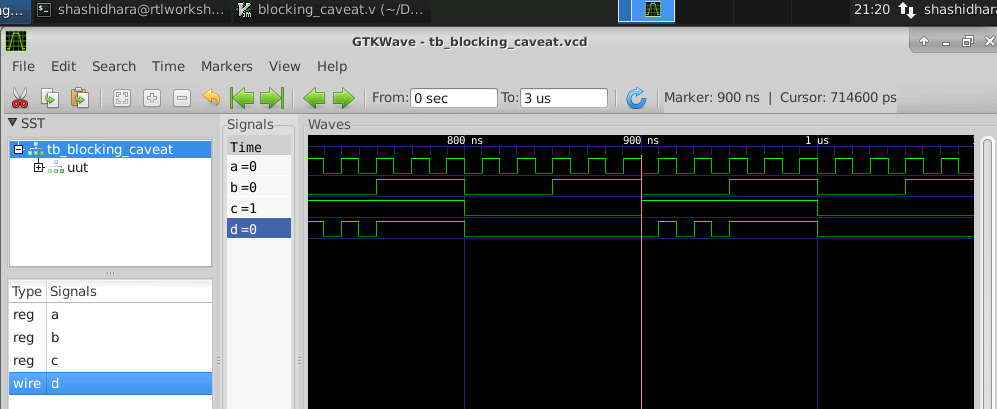 ng...
shashidhara@rtlworksh...
blocking_caveat.v (~/D...
21:20
shashidhara
GTKWave - tb_blocking_caveat.vcd
File Edit Search Time Markers View Help
From: 0 sec To: 3 us Marker: 900 ns | Cursor: 714600 ps
SST
tb_blocking_caveat
uut
Type Signals
reg a
reg b
reg c
wire d
Signals
Time
a=0
b=0
c=1
d=0
Waves
800 ns 900 ns 1 us